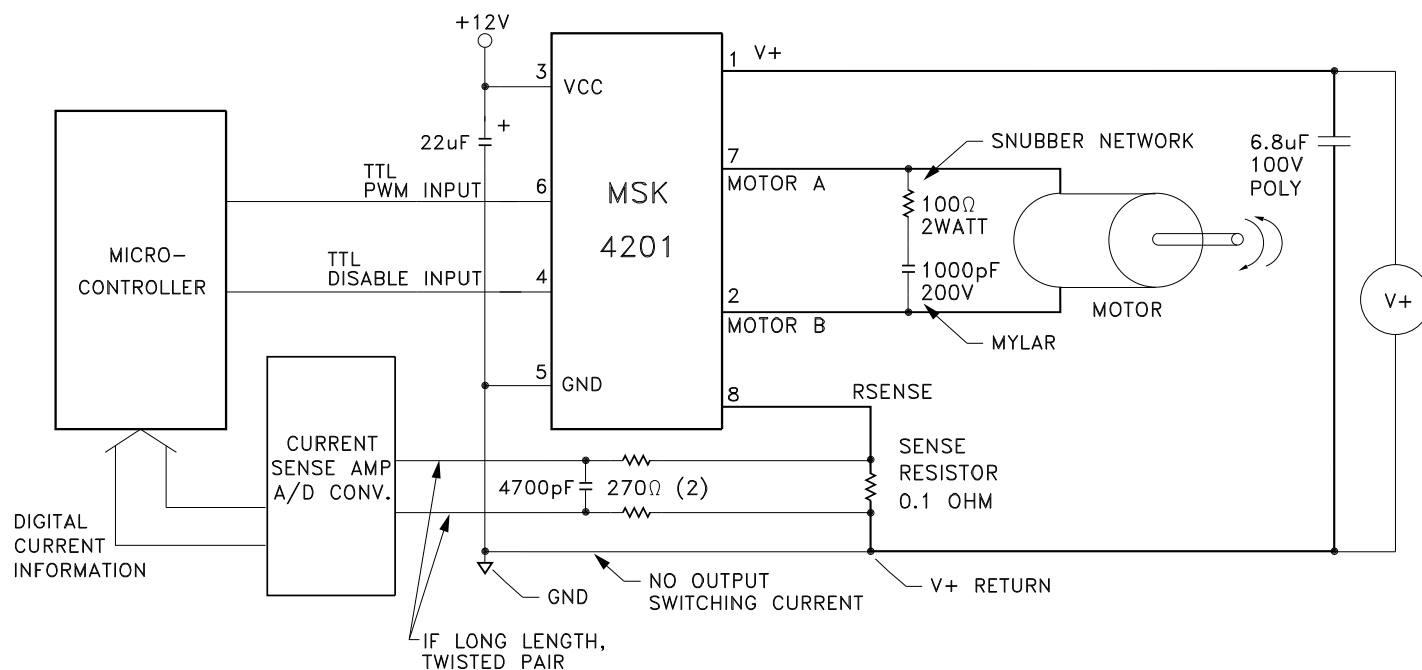 +12V
1 V+
3
VCC
22uF +
TTL
PWM INPUT
6
MSK
4201
7
MOTOR A
SNUBBER NETWORK
6.8uF
100V
POLY
100Ω
2WATT
MICRO-
CONTROLLER
TTL
DISABLE INPUT
4
1000pF
200V
2
MOTOR B
MOTOR
V+
MYLAR
5
GND
8
RSENSE
CURRENT
SENSE AMP
A/D CONV.
4700pF
270Ω (2)
SENSE
RESISTOR
0.1 OHM
DIGITAL
CURRENT
INFORMATION
GND
NO OUTPUT
SWITCHING CURRENT
V+ RETURN
IF LONG LENGTH,
TWISTED PAIR